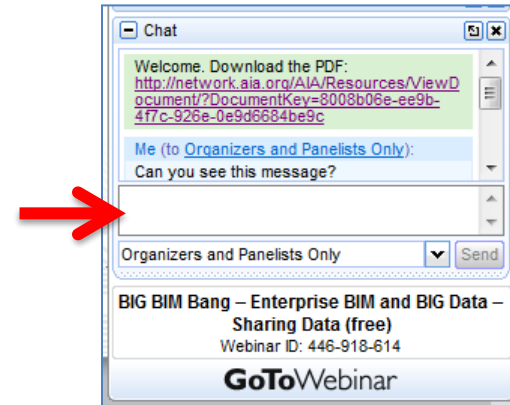 Chat
Welcome. Download the PDF:
http://network.aia.org/AIA/Resources/ViewD
ocument/?DocumentKey=8008b06e-ee9b-
4f7c-926e-0e9d6684be9c
Me (to Organizers and Panelists Only):
Can you see this message?
Organizers and Panelists Only
Send
BIG BIM Bang – Enterprise BIM and BIG Data –
Sharing Data (free)
Webinar ID: 446-918-614
GoToWebinar